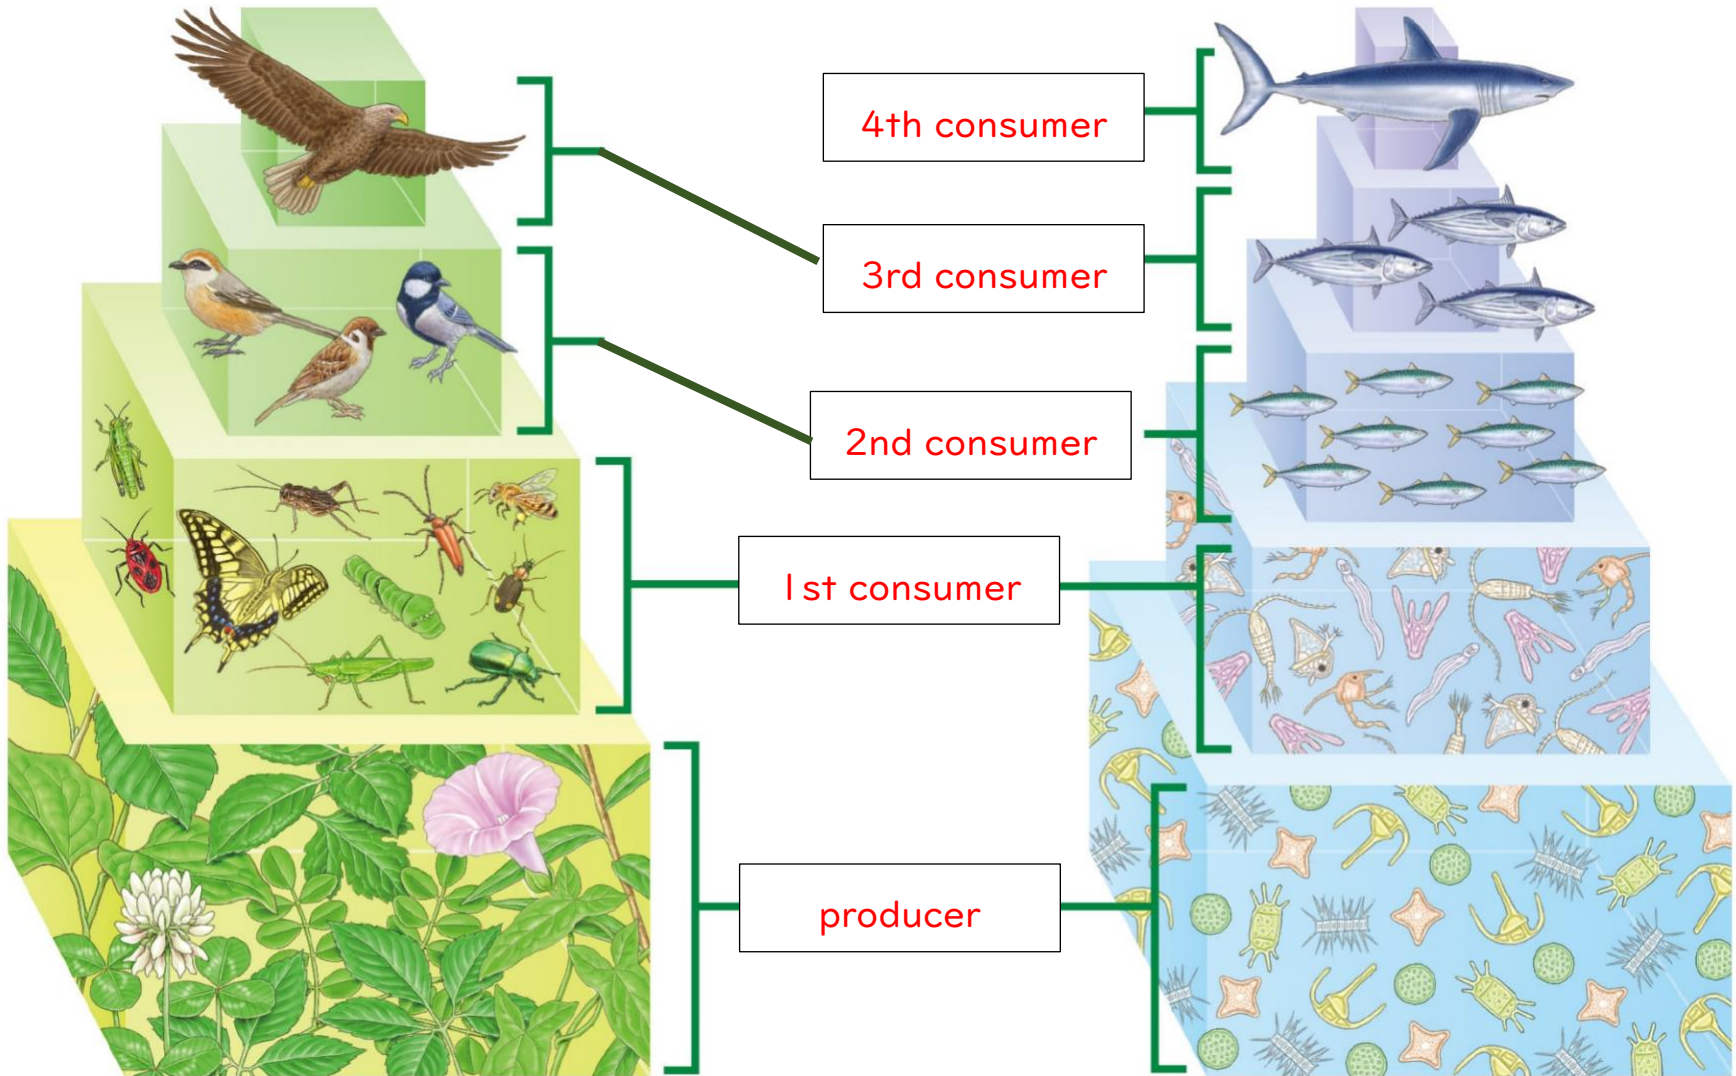 4th consumer
3rd consumer
2nd consumer
1st consumer
producer